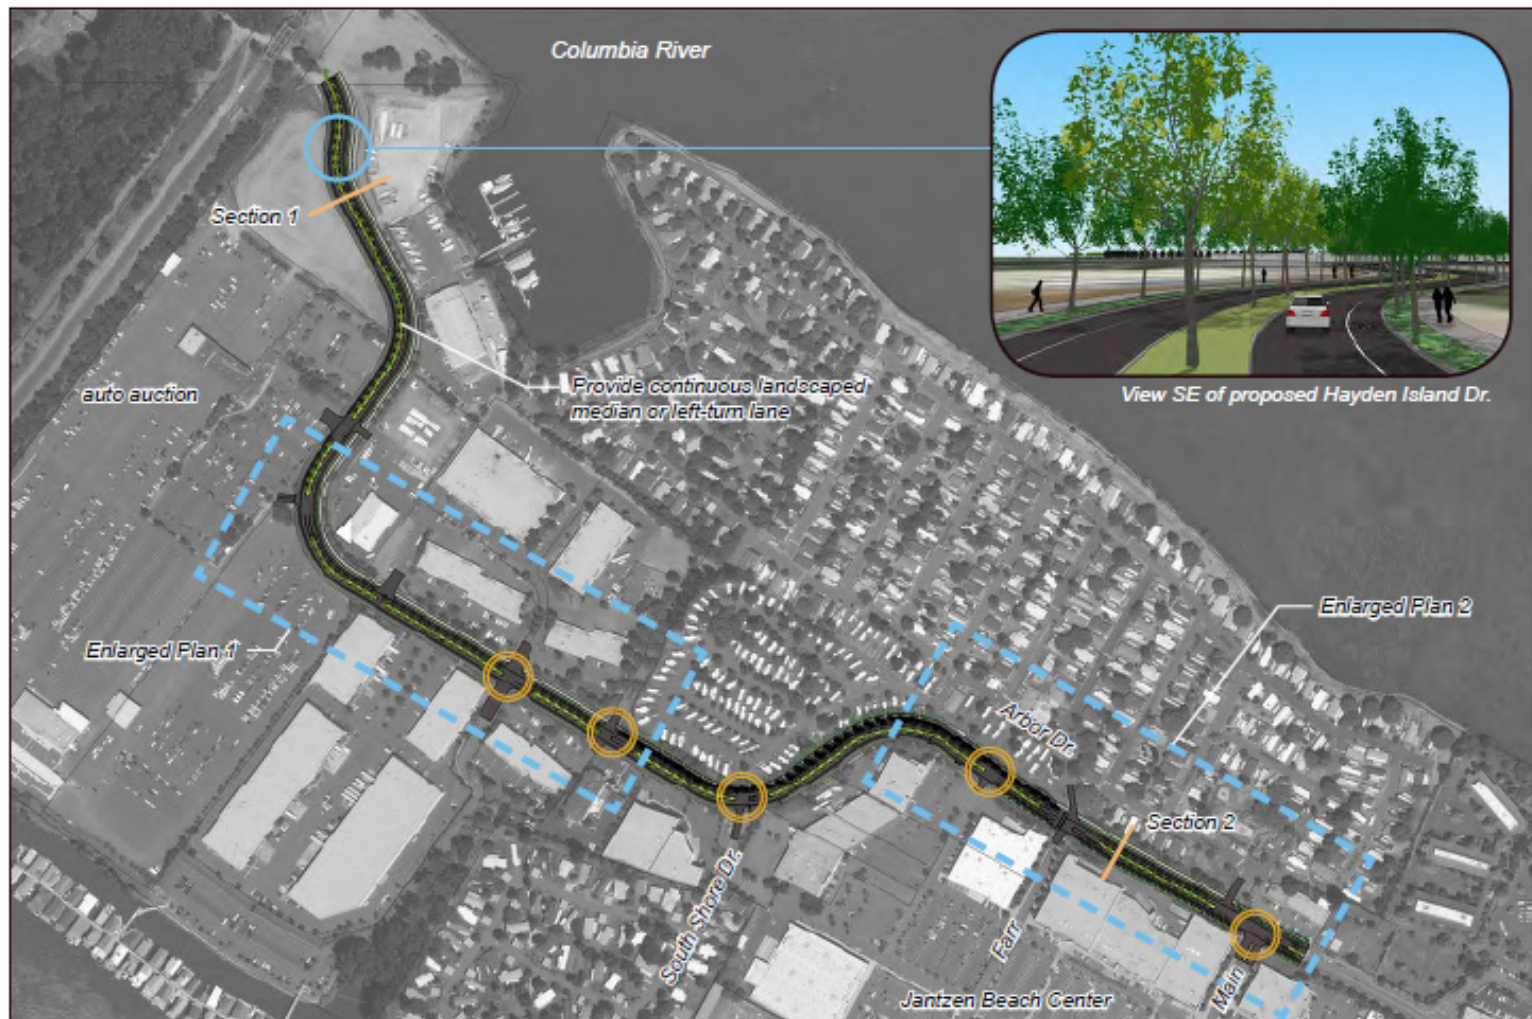 Columbia River
Section 1
auto auction
Provide continuous landscaped
median or left-turn lane
View SE of proposed Hayden Island Dr.
Enlarged Plan 2
Enlarged Plan 1
Arbor Dr.
Section 2
South Shore Dr.
Farr
Main
Jantzen Beach Center